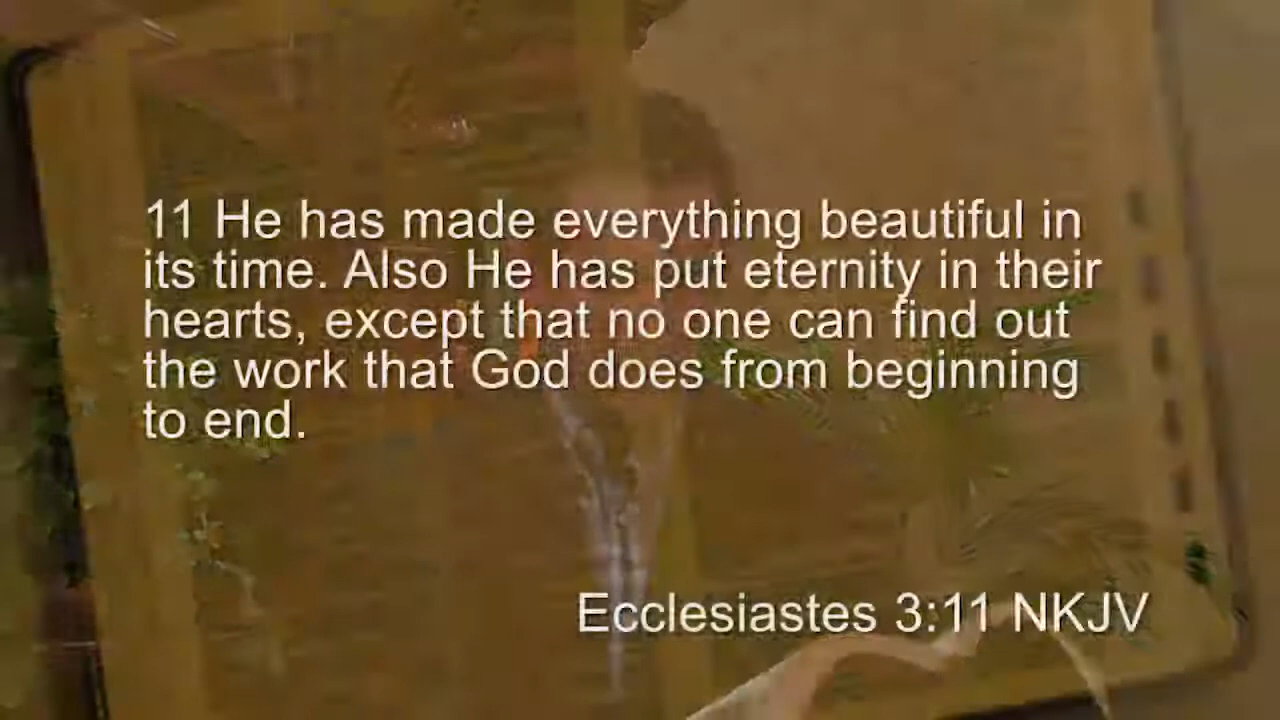 11 He has made everything beautiful in
its time. Also He has put eternity in their
hearts, except that no one can find out
the work that God does from beginning
to end.
Ecclesiastes 3:11 NKJV